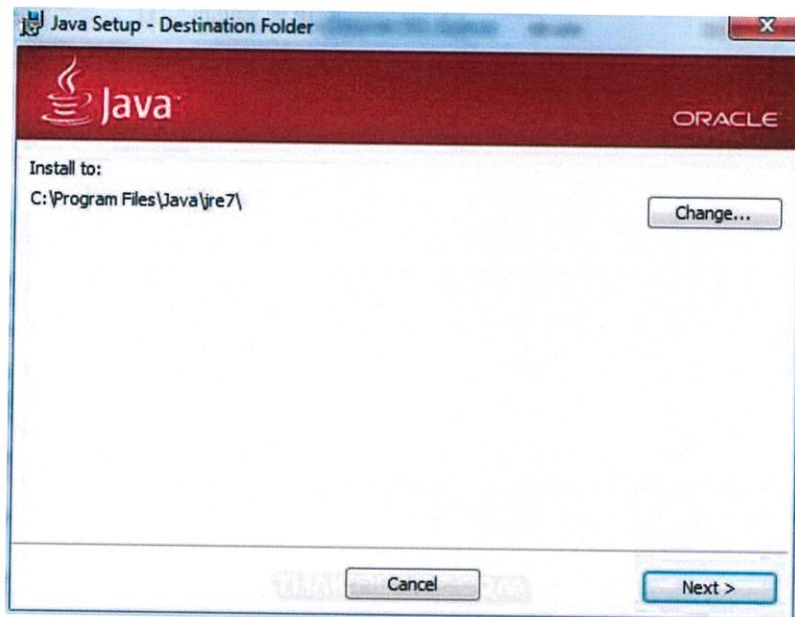 Java Setup - Destination Folder
Java
ORACLE
Install to:
C:\Program Files\Java\jre7\
Change...
Cancel
Next >